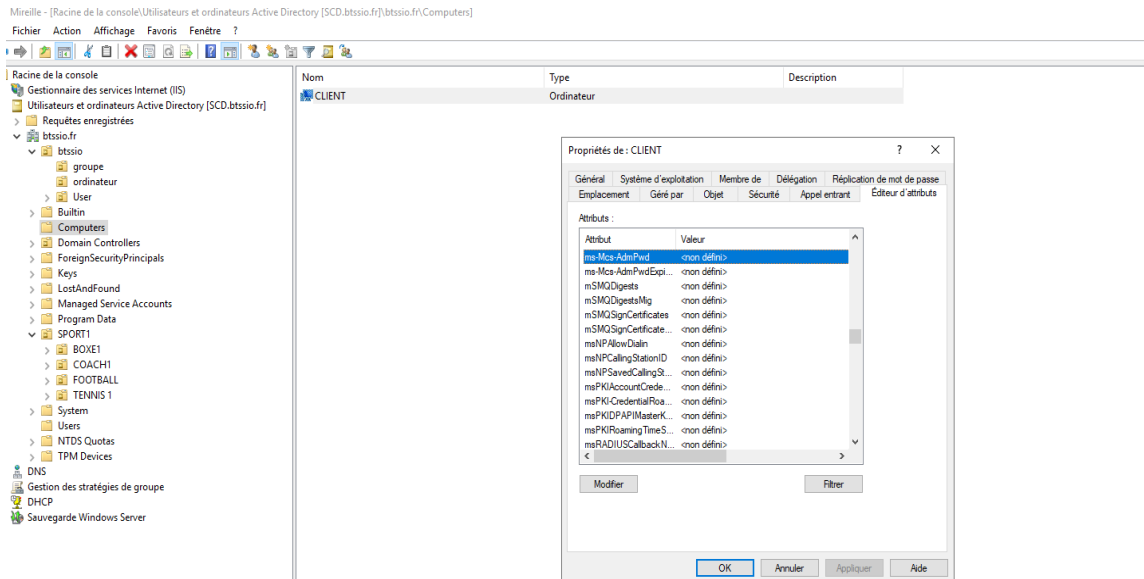 Mireille - [Racine de la console\Utilisateurs et ordinateurs Active Directory [SCD.btssio.fr]\btssio.fr\Computers]
Fichier Action Affichage Favoris Fenêtre ?
Racine de la console
Gestionnaire des services Internet (IIS)
Utilisateurs et ordinateurs Active Directory [SCD.btssio.fr]
Requêtes enregistrées
btssio.fr
btssio
groupe
ordinateur
User
Builtin
Computers
Domain Controllers
ForeignSecurityPrincipals
Keys
LostAndFound
Managed Service Accounts
Program Data
SPORT1
BOXE1
COACH1
FOOTBALL
TENNIS 1
System
Users
NTDS Quotas
TPM Devices
DNS
Gestion des stratégies de groupe
DHCP
Sauvegarde Windows Server
Nom Type Description
CLIENT Ordinateur
Propriétés de : CLIENT ?
Général Système d'exploitation Membre de Délégation Réplication de mot de passe
Emplacement Géré par Objet Sécurité Appel entrant Éditeur d'attributs
Attributs :
Attribut Valeur
ms-Mcs-AdmPwd <non défini>
ms-Mcs-AdmPwdExpi... <non défini>
mSMQDigests <non défini>
mSMQDigestsMig <non défini>
mSMQSignCertificates <non défini>
mSMQSignCertificate... <non défini>
msNPAllowDialin <non défini>
msNPCallingStationID <non défini>
msNPSavedCallingSt... <non défini>
msPKIAccountCrede... <non défini>
msPKI-CredentialRoa... <non défini>
msPKIDPAPIMasterK... <non défini>
msPKIRoamingTimeS... <non défini>
msRADIUSCallbackN... <non défini>
Modifier Filtrer
OK Annuler Appliquer Aide